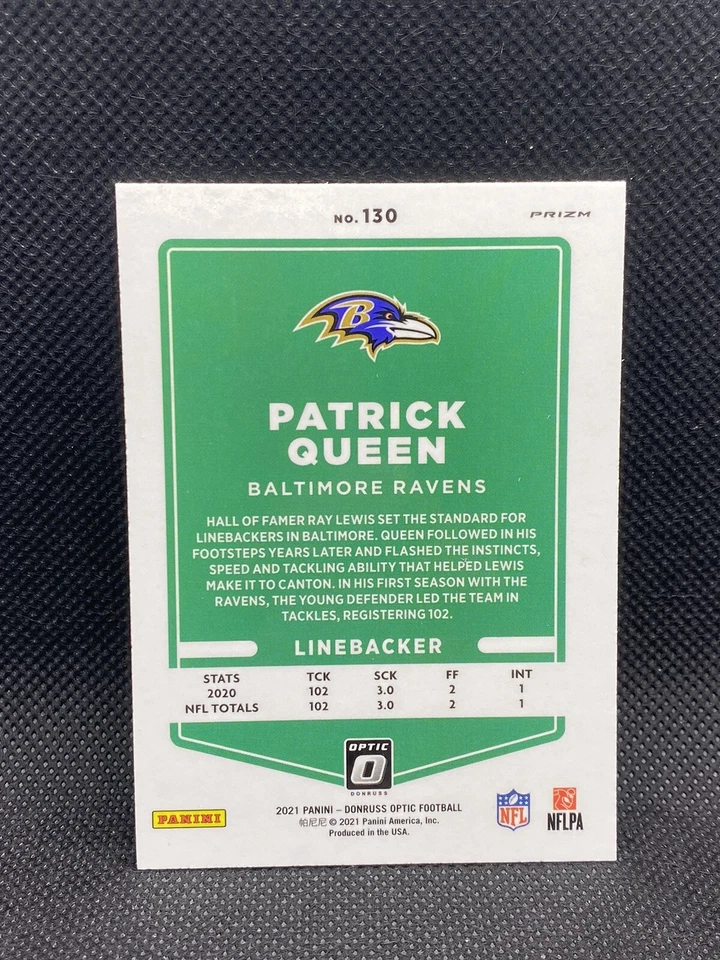 NO. 130
PRIZM
B
PATRICK
QUEEN
BALTIMORE RAVENS
HALL OF FAMER RAY LEWIS SET THE STANDARD FOR
LINEBACKERS IN BALTIMORE. QUEEN FOLLOWED IN HIS
FOOTSTEPS YEARS LATER AND FLASHED THE INSTINCTS,
SPEED AND TACKLING ABILITY THAT HELPED LEWIS
MAKE IT TO CANTON. IN HIS FIRST SEASON WITH THE
RAVENS, THE YOUNG DEFENDER LED THE TEAM IN
TACKLES, REGISTERING 102.
LINEBACKER
STATS TCK SCK FF INT
2020 102 3.0 2 1
NFL TOTALS 102 3.0 2 1
OPTIC
O
DONRUSS
PANINI
2021 PANINI – DONRUSS OPTIC FOOTBALL
帕尼尼 © 2021 Panini America, Inc.
Produced in the USA.
NFL
NFLPA